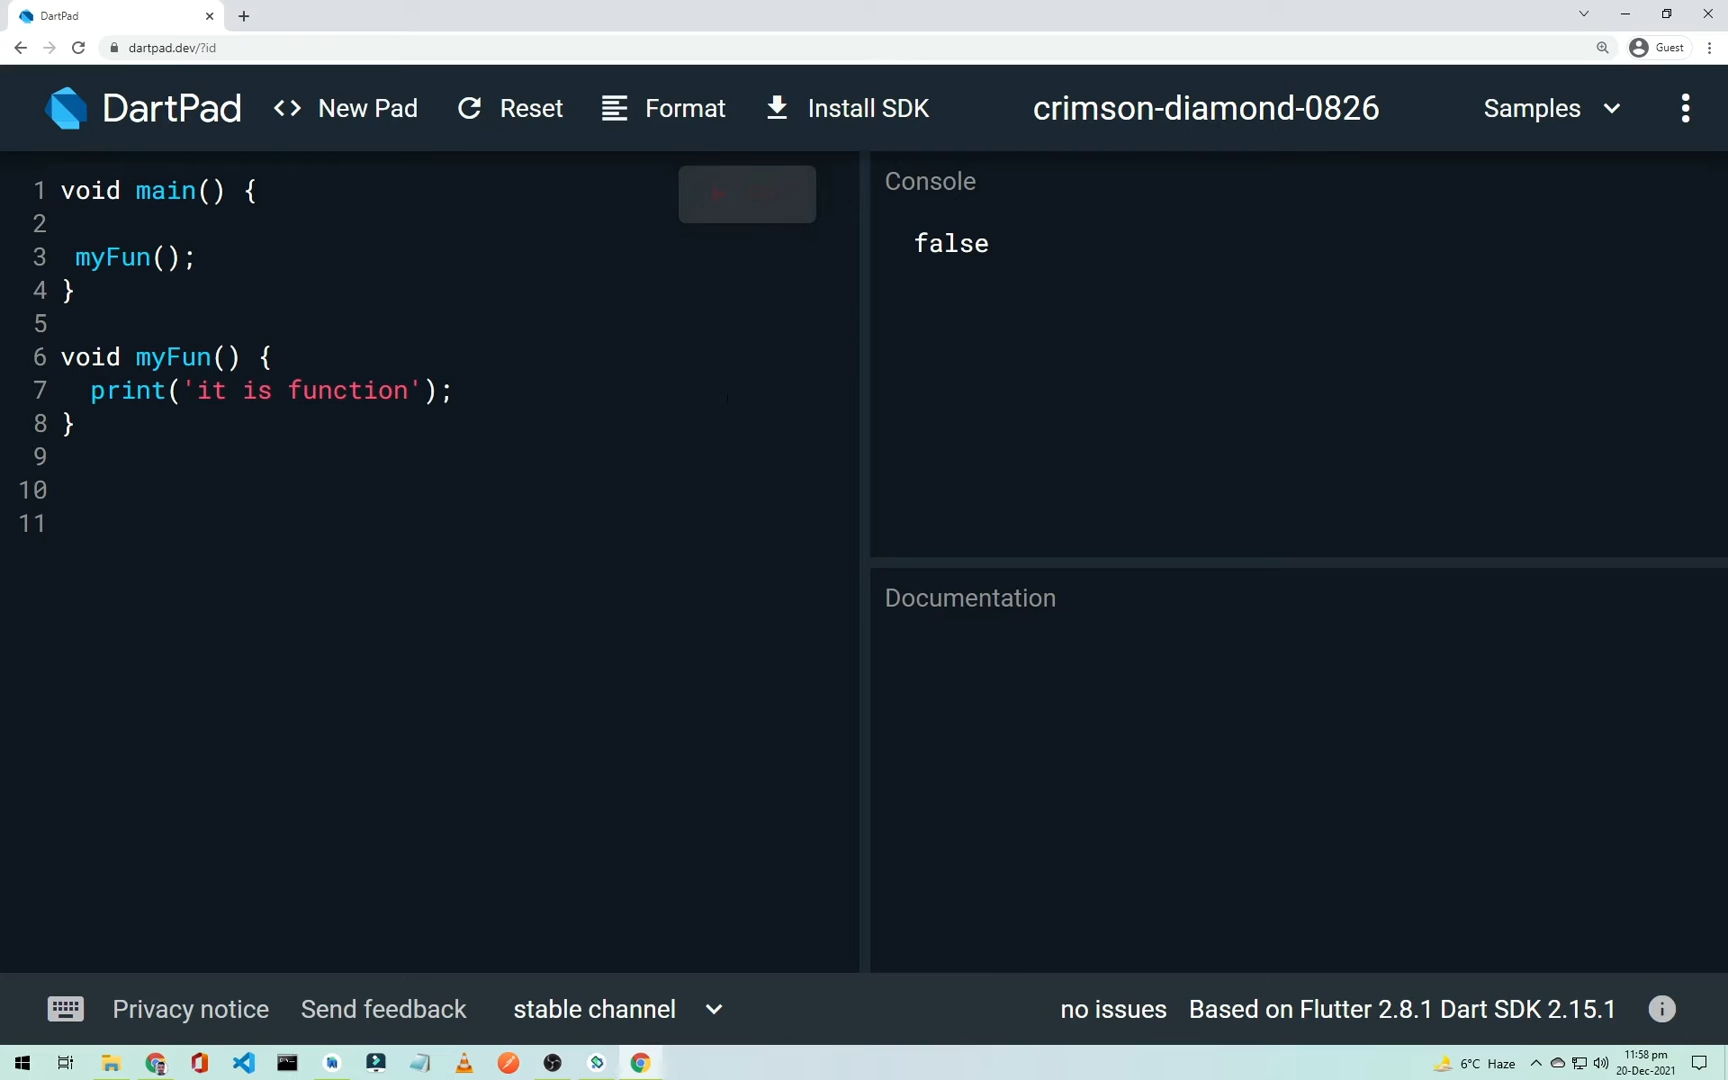 DartPad
dartpad.dev/?id
Guest
DartPad
<> New Pad
Reset
Format
Install SDK
crimson-diamond-0826
Samples
1 void main() {
2
3 myFun();
4 }
5
6 void myFun() {
7 print('it is function');
8 }
9
10
11
Console
false
Documentation
Privacy notice
Send feedback
stable channel
no issues
Based on Flutter 2.8.1 Dart SDK 2.15.1
6°C Haze
11:58 pm
20-Dec-2021